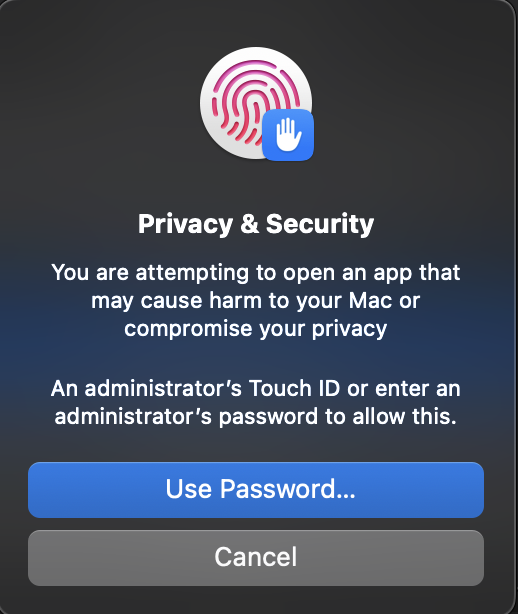 Privacy & Security
You are attempting to open an app that
may cause harm to your Mac or
compromise your privacy
An administrator’s Touch ID or enter an
administrator’s password to allow this.
Use Password...
Cancel